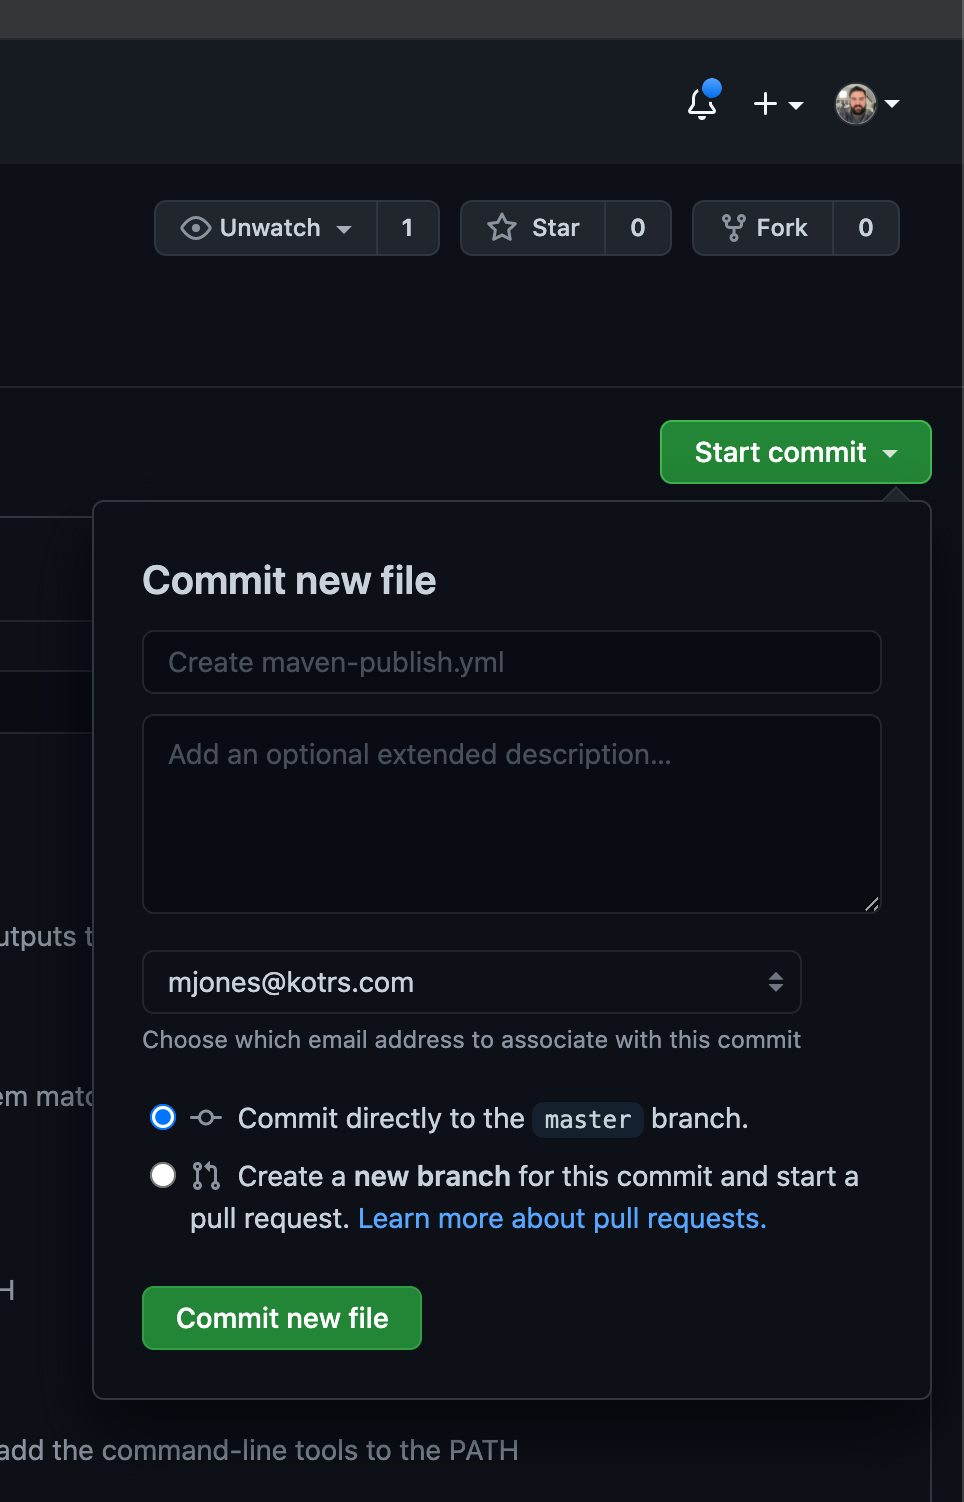 Unwatch 1 Star 0 Fork 0
Start commit
Commit new file
Create maven-publish.yml
Add an optional extended description...
utputs t
mjones@kotrs.com
Choose which email address to associate with this commit
em matc
Commit directly to the master branch.
Create a new branch for this commit and start a
pull request. Learn more about pull requests.
H
Commit new file
add the command-line tools to the PATH